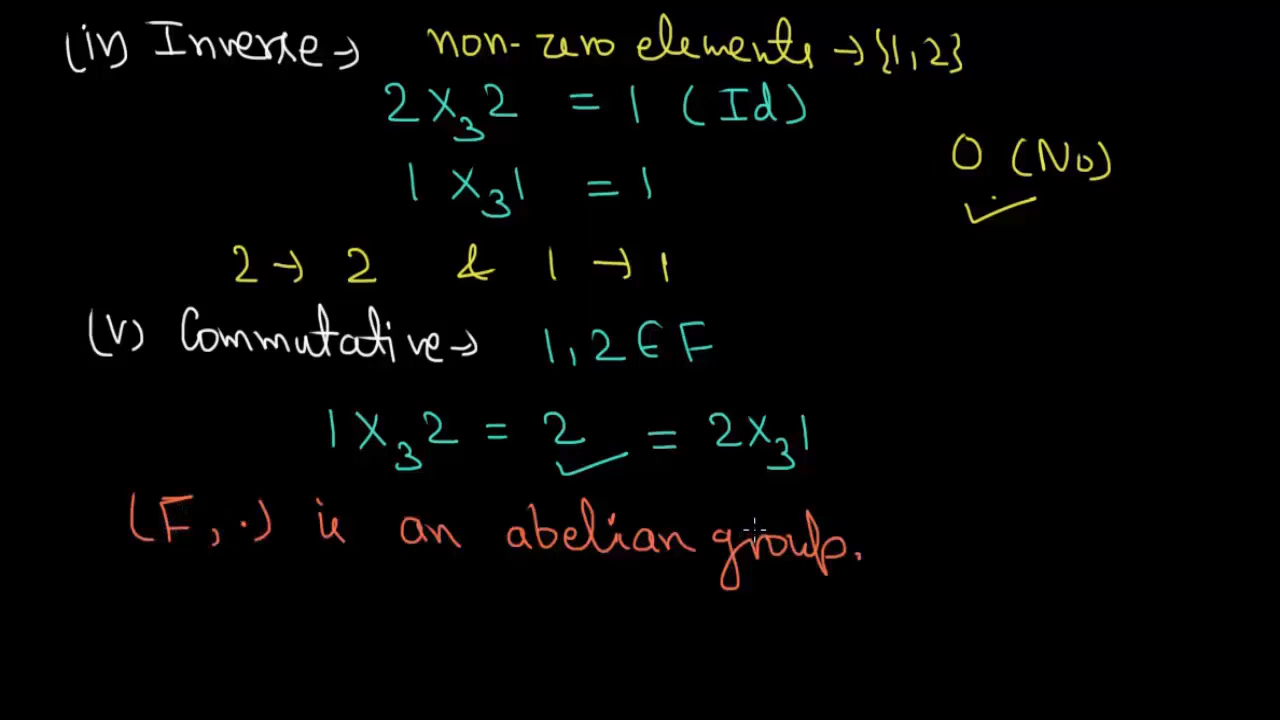 (iv) Inverse → non-zero elements → {1, 2}
2 ×₃ 2 = 1 (Id)
0 (No)
1 ×₃ 1 = 1
2 → 2 & 1 → 1
(v) Commutative → 1, 2 ∈ F
1 ×₃ 2 = 2 = 2 ×₃ 1
(F, ·) is an abelian group.